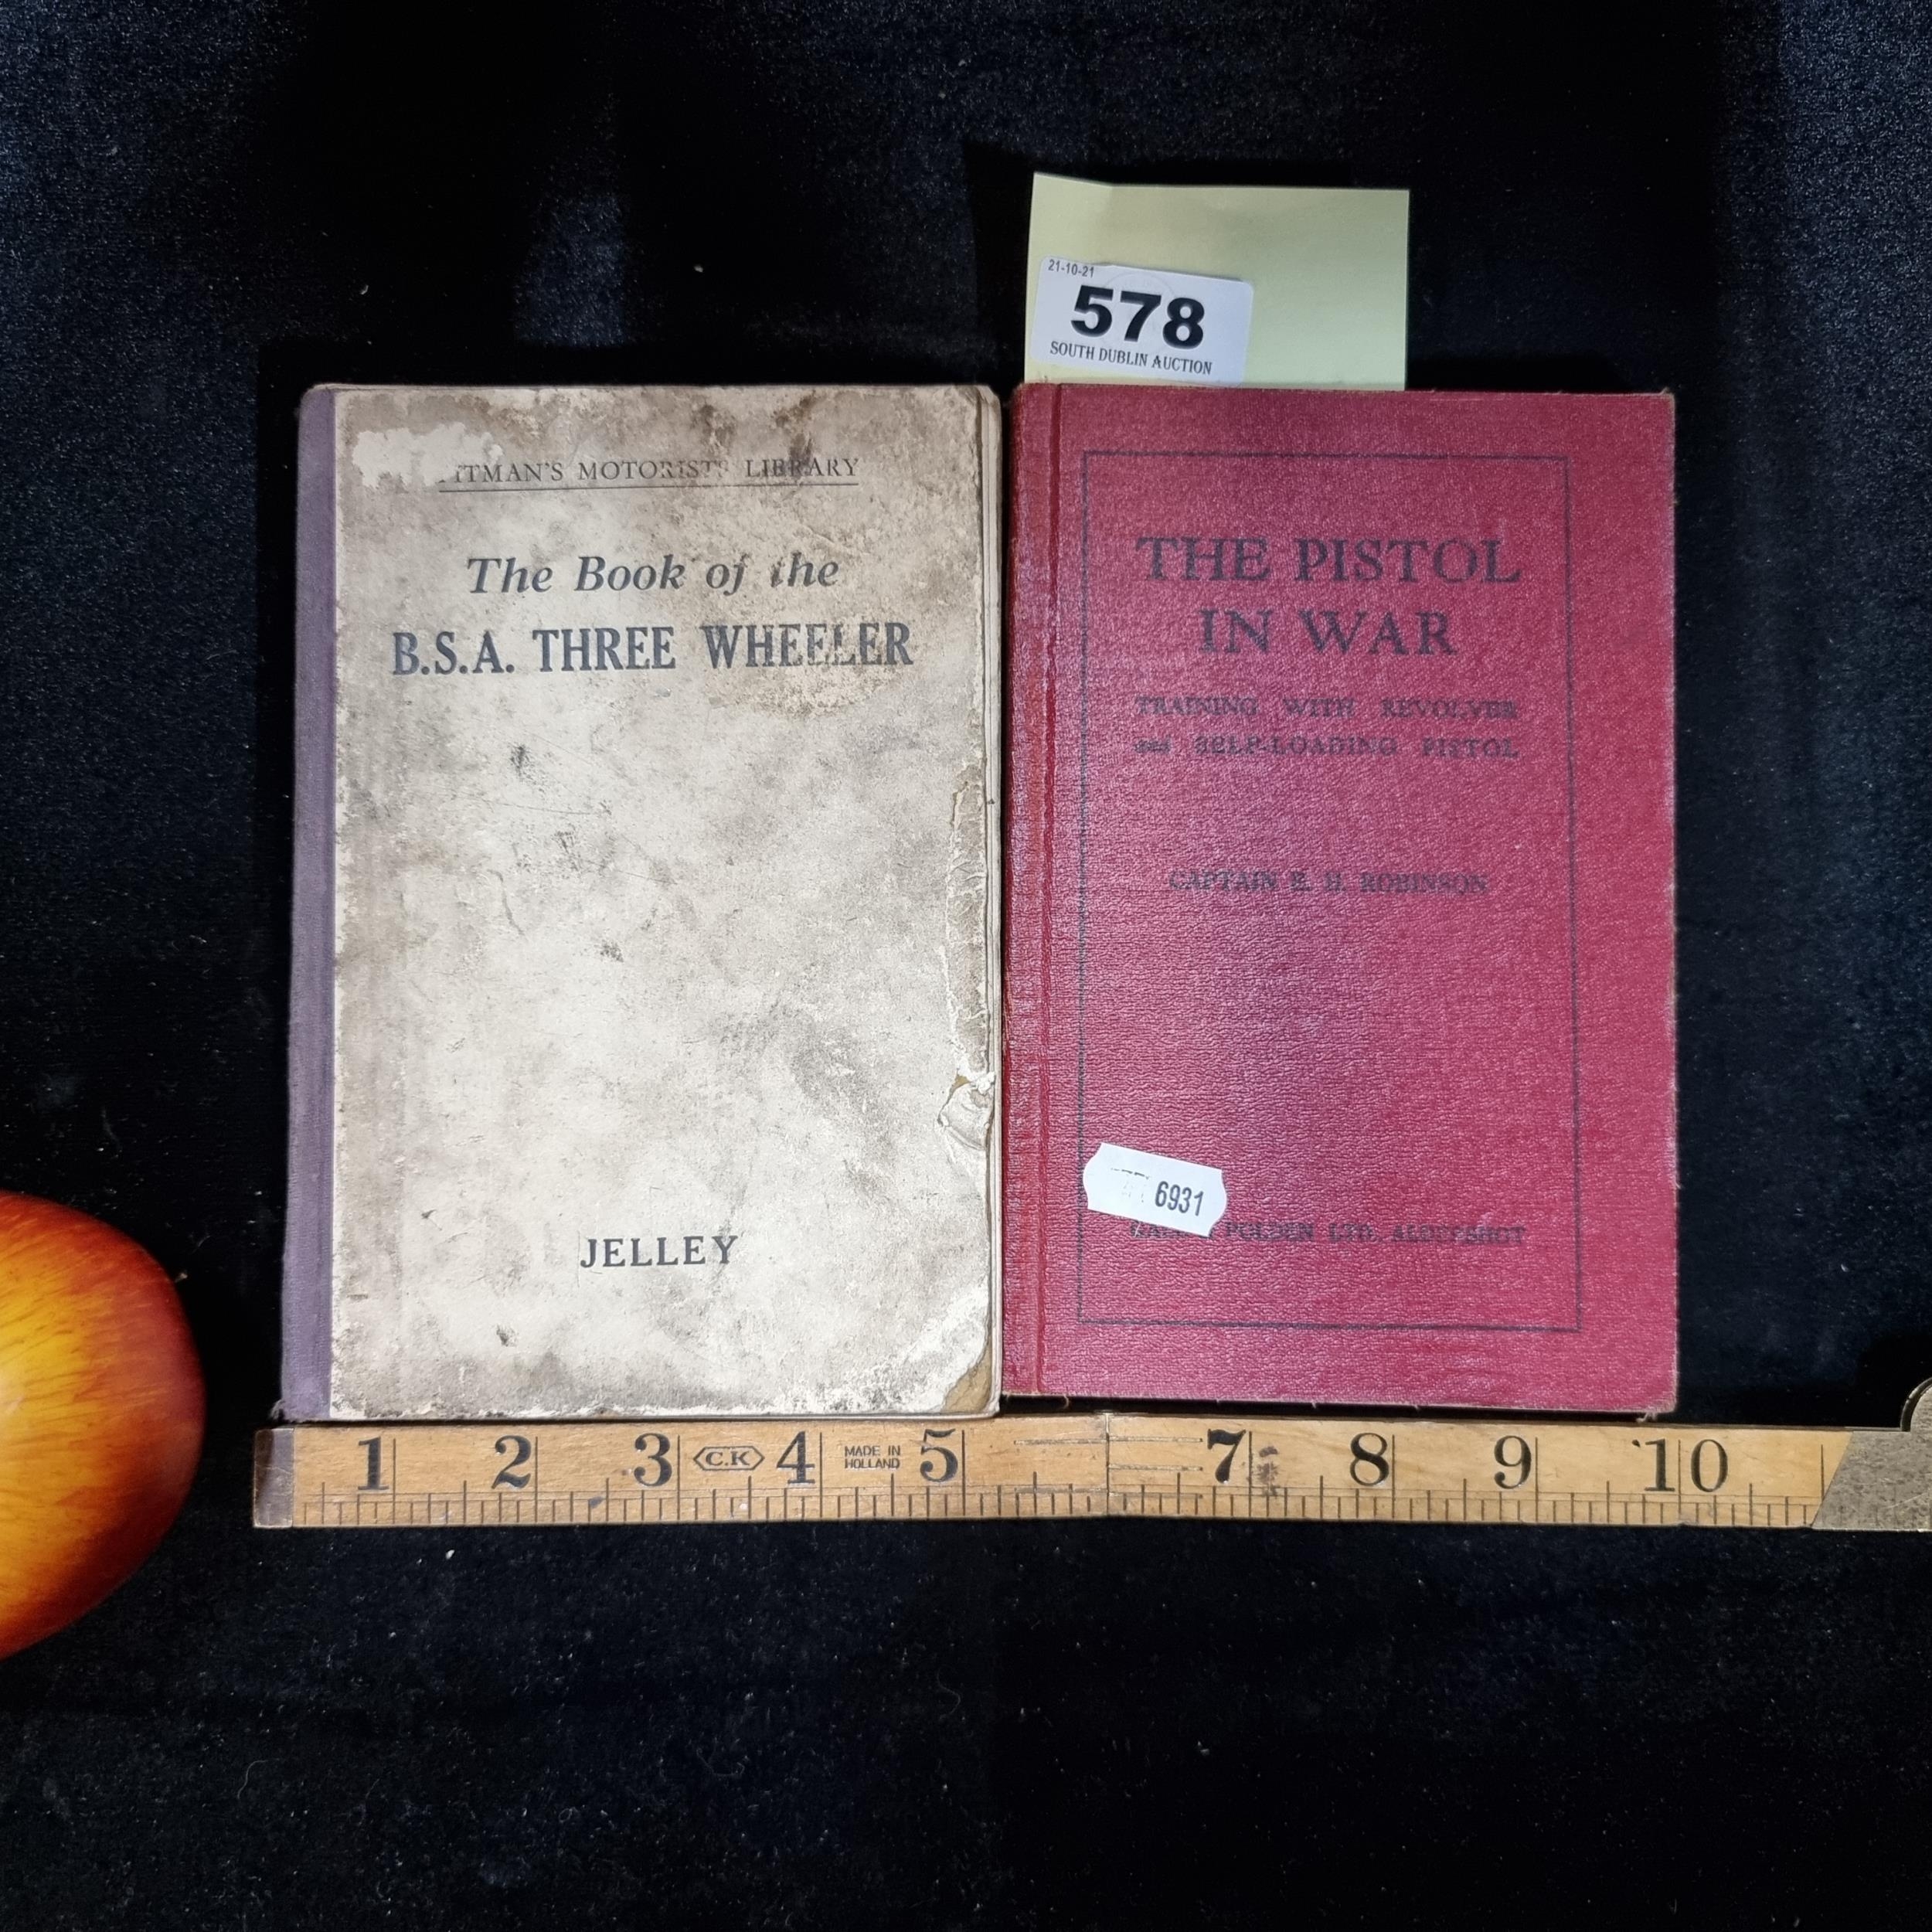 21-10-21
578
SOUTH DUBLIN AUCTION
ITMAN'S MOTORISTS LIBRARY
The Book of the
B.S.A. THREE WHEELER
JELLEY
THE PISTOL
IN WAR
TRAINING WITH REVOLVER
and SELF-LOADING PISTOL
CAPTAIN E. H. ROBINSON
6931
POLDEN LTD. ALDERSHOT
1 2 3 C.K 4 MADE IN HOLLAND 5 7 8 9 10